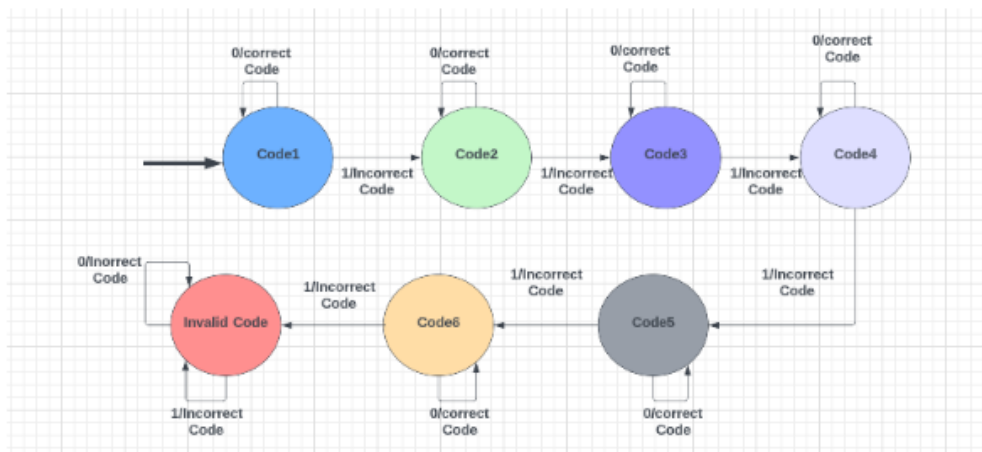 0/correct
Code
0/correct
Code
0/correct
Code
0/correct
Code
Code1
Code2
Code3
Code4
1/Incorrect
Code
1/Incorrect
Code
1/Incorrect
Code
0/Inorrect
Code
1/Incorrect
Code
1/Incorrect
Code
1/Incorrect
Code
Invalid Code
Code6
Code5
1/Incorrect
Code
0/correct
Code
0/correct
Code